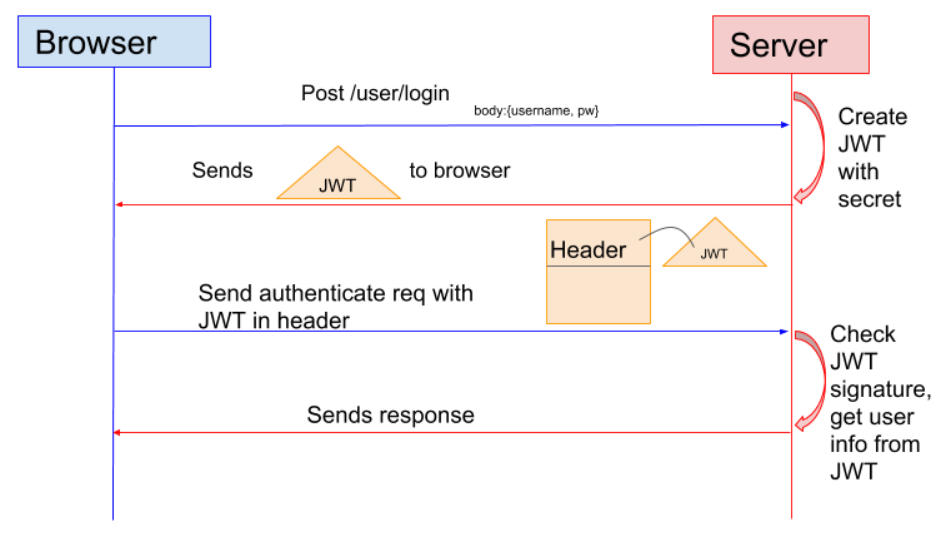 Browser
Server
Post /user/login
body:{username, pw}
Create
JWT
with
secret
Sends
JWT
to browser
Header
JWT
Send authenticate req with
JWT in header
Check
JWT
signature,
get user
info from
JWT
Sends response